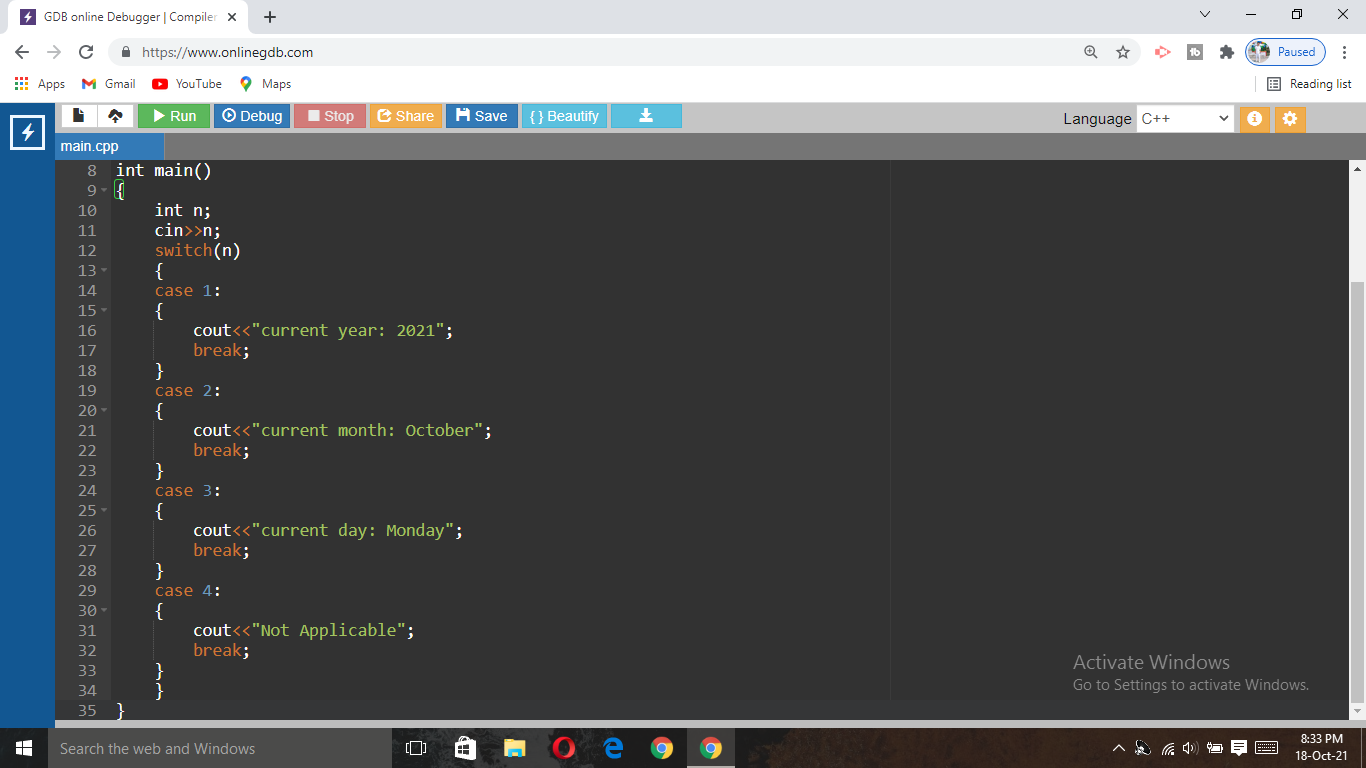 GDB online Debugger | Compiler
https://www.onlinegdb.com
Paused
Apps Gmail YouTube Maps Reading list
Run Debug Stop Share Save { } Beautify Language C++
main.cpp
8 int main()
9 {
10 int n;
11 cin>>n;
12 switch(n)
13 {
14 case 1:
15 {
16 cout<<"current year: 2021";
17 break;
18 }
19 case 2:
20 {
21 cout<<"current month: October";
22 break;
23 }
24 case 3:
25 {
26 cout<<"current day: Monday";
27 break;
28 }
29 case 4:
30 {
31 cout<<"Not Applicable";
32 break;
33 }
34 }
35 }
Activate Windows
Go to Settings to activate Windows.
Search the web and Windows
8:33 PM
18-Oct-21